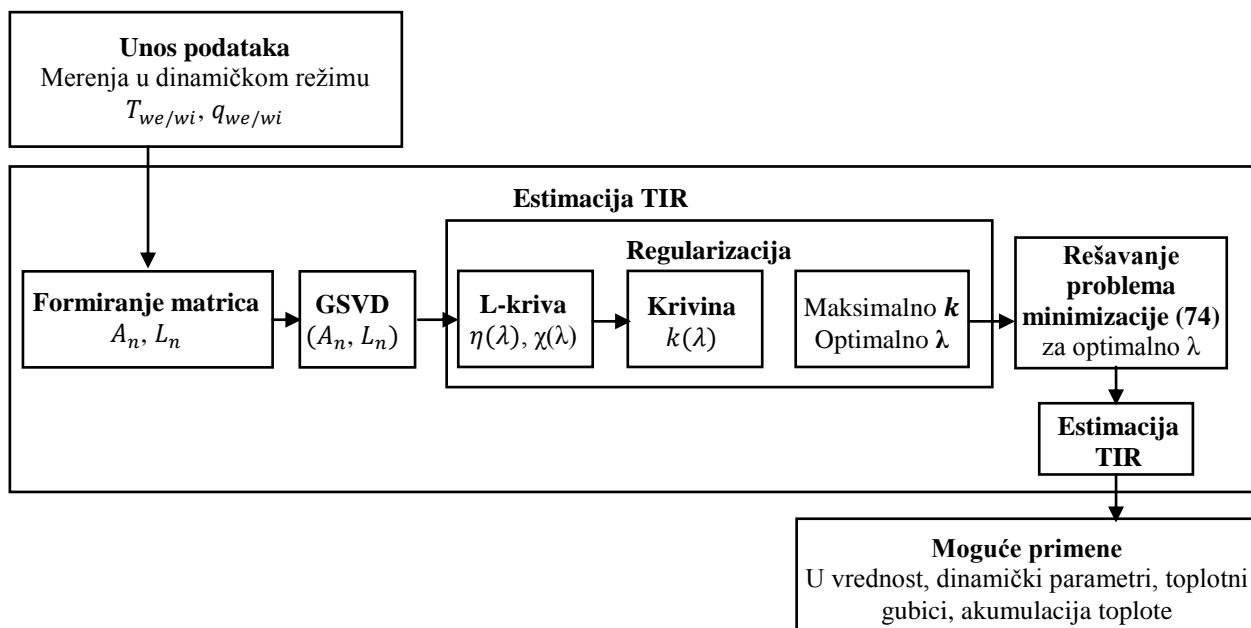 Unos podataka
Merenja u dinamičkom režimu
T_{we/wi}, q_{we/wi}
Estimacija TIR
Regularizacija
Formiranje matrica
A_n, L_n
GSVD
(A_n, L_n)
L-kriva
η(λ), χ(λ)
Krivina
k(λ)
Maksimalno k
Optimalno λ
Rešavanje
problema
minimizacije (74)
za optimalno λ
Estimacija
TIR
Moguće primene
U vrednost, dinamički parametri, toplotni
gubici, akumulacija toplote